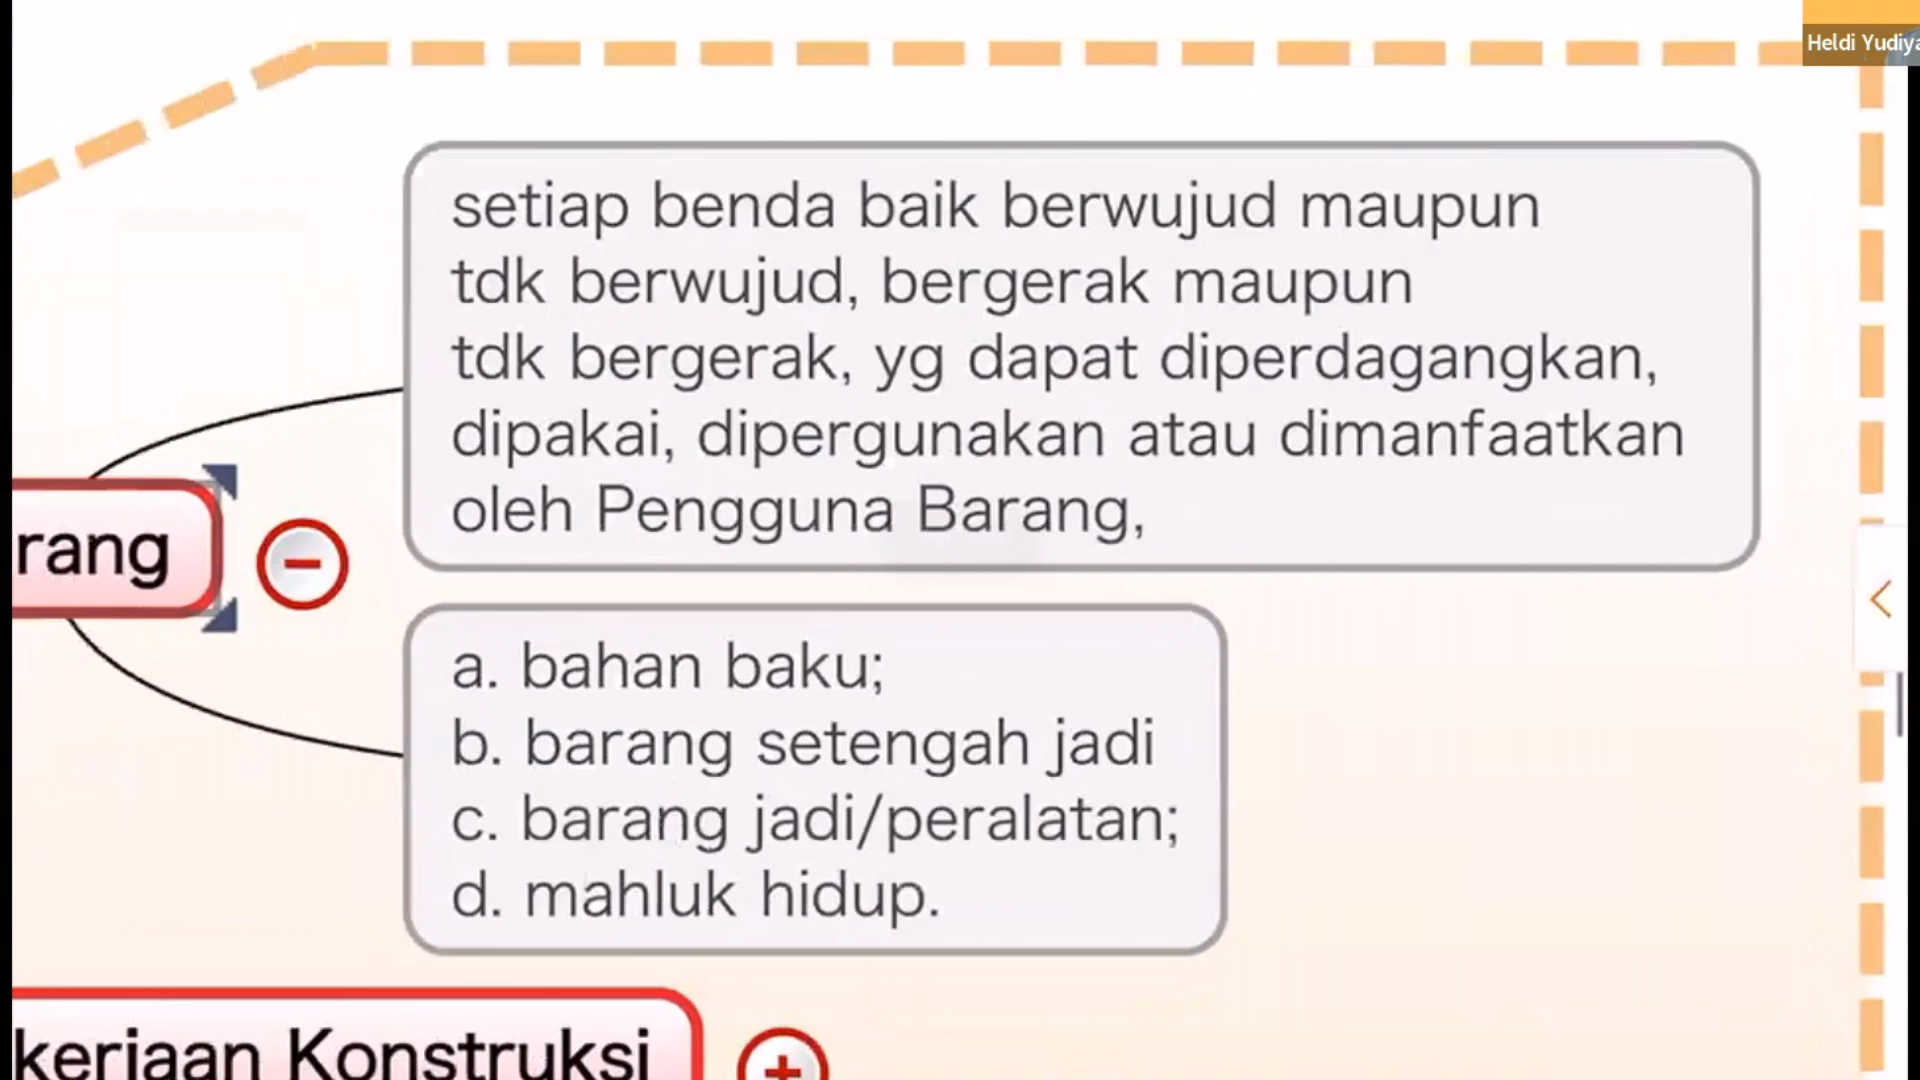 Heldi Yudiya
setiap benda baik berwujud maupun
tdk berwujud, bergerak maupun
tdk bergerak, yg dapat diperdagangkan,
dipakai, dipergunakan atau dimanfaatkan
oleh Pengguna Barang,
rang
a. bahan baku;
b. barang setengah jadi
c. barang jadi/peralatan;
d. mahluk hidup.
kerjaan Konstruksi